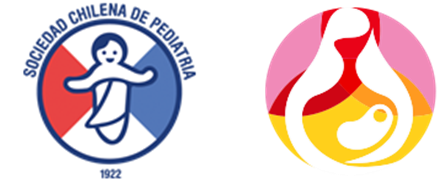 SOCIEDAD CHILENA DE PEDIATRIA
1922